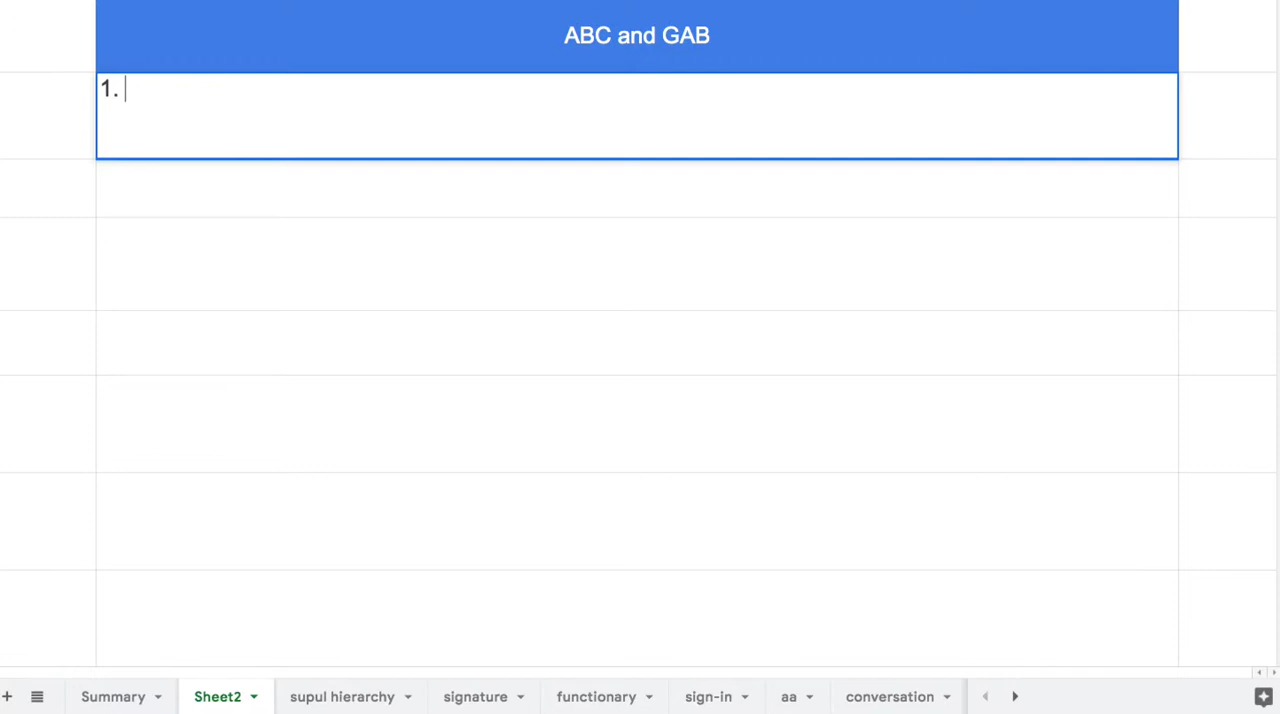 ABC and GAB
1.
Summary
Sheet2
supul hierarchy
signature
functionary
sign-in
aa
conversation